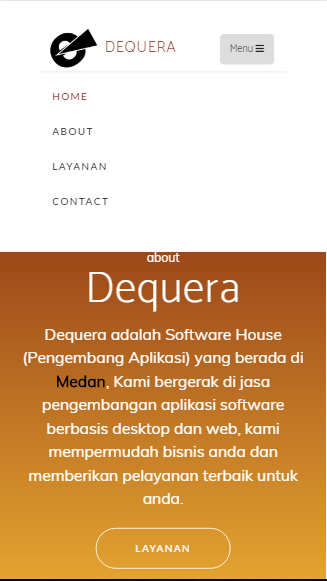 DEQUERA
Menu
HOME
ABOUT
LAYANAN
CONTACT
about
Dequera
Dequera adalah Software House
(Pengembang Aplikasi) yang berada di
Medan, Kami bergerak di jasa
pengembangan aplikasi software
berbasis desktop dan web, kami
mempermudah bisnis anda dan
memberikan pelayanan terbaik untuk
anda.
LAYANAN